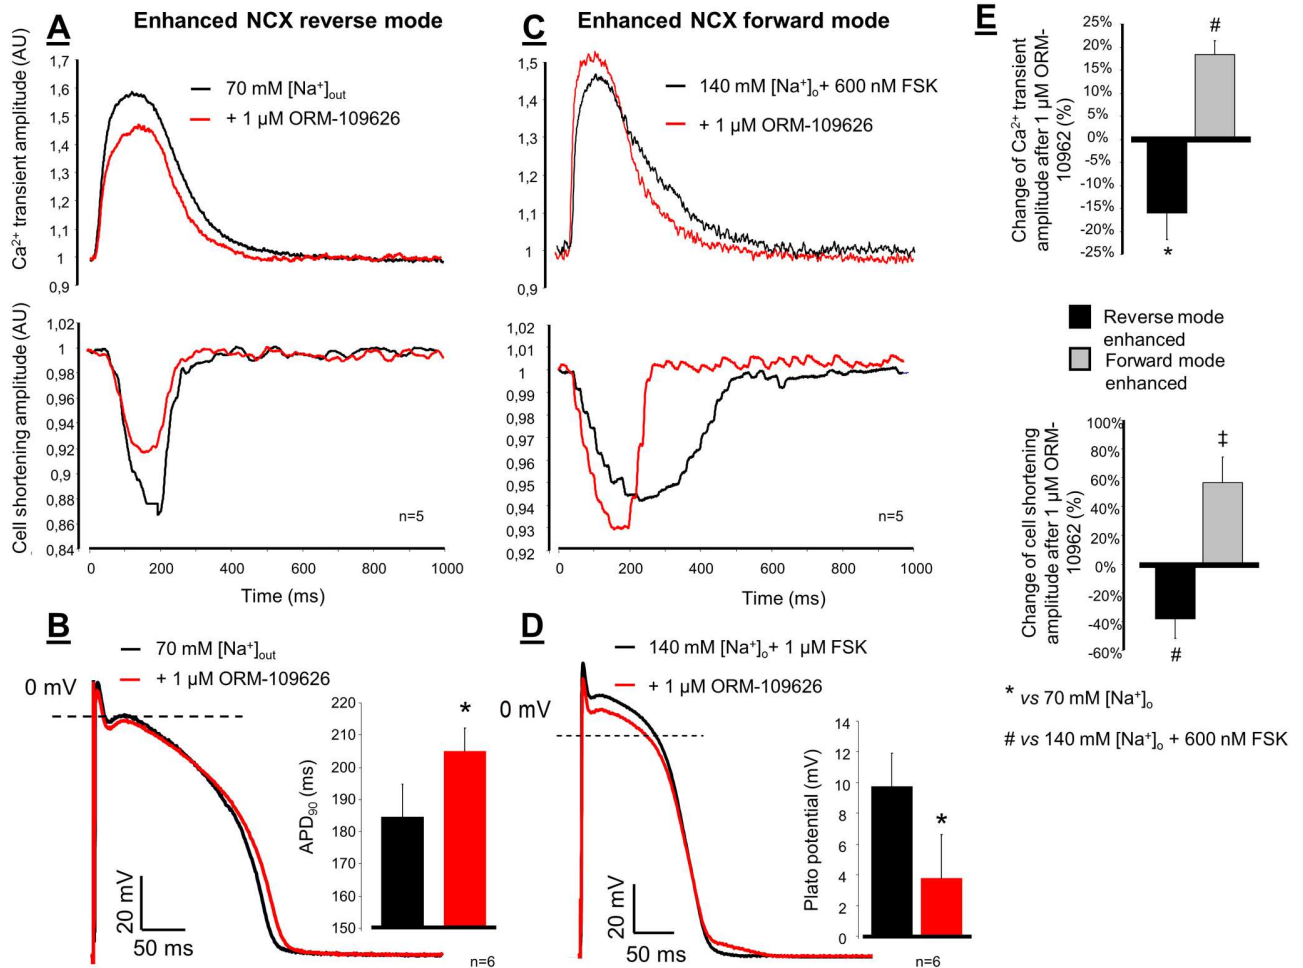 A
Enhanced NCX reverse mode
Ca²⁺ transient amplitude (AU)
1,7
1,6
1,5
1,4
1,3
1,2
1,1
1
0,9
70 mM [Na⁺]out
+ 1 µM ORM-109626
Cell shortening amplitude (AU)
1,02
1
0,98
0,96
0,94
0,92
0,9
0,88
0,86
0,84
n=5
0
200
400
600
800
1000
Time (ms)
C
Enhanced NCX forward mode
1,5
1,4
1,3
1,2
1,1
1
0,9
140 mM [Na⁺]o+ 600 nM FSK
+ 1 µM ORM-109626
1,02
1,01
1
0,99
0,98
0,97
0,96
0,95
0,94
0,93
0,92
n=5
0
200
400
600
800
1000
Time (ms)
B
70 mM [Na⁺]out
+ 1 µM ORM-109626
0 mV
20 mV
50 ms
APD90 (ms)
220
210
200
190
180
170
160
150
*
n=6
D
140 mM [Na⁺]o+ 1 µM FSK
+ 1 µM ORM-109626
0 mV
20 mV
50 ms
Plato potential (mV)
14
12
10
8
6
4
2
0
*
n=6
E
Change of Ca²⁺ transient
amplitude after 1 µM ORM-
10962 (%)
25%
20%
15%
10%
5%
0%
-5%
-10%
-15%
-20%
-25%
#
*
Reverse mode
enhanced
Forward mode
enhanced
Change of cell shortening
amplitude after 1 µM ORM-
10962 (%)
100%
80%
60%
40%
20%
0%
-20%
-40%
-60%
‡
#
* vs 70 mM [Na⁺]o
# vs 140 mM [Na⁺]o + 600 nM FSK